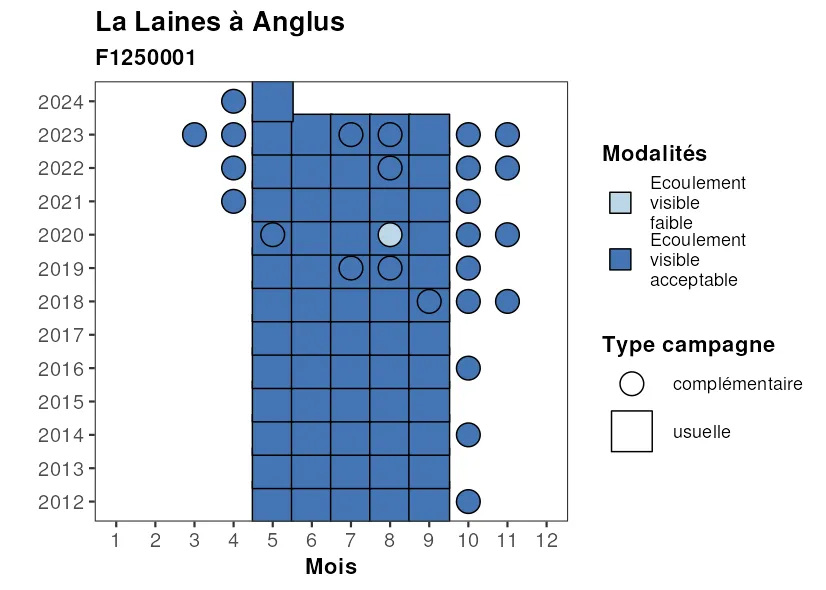 La Laines à Anglus
F1250001
2024
2023
2022
2021
2020
2019
2018
2017
2016
2015
2014
2013
2012
1 2 3 4 5 6 7 8 9 10 11 12
Mois
Modalités
Ecoulement
visible
faible
Ecoulement
visible
acceptable
Type campagne
complémentaire
usuelle